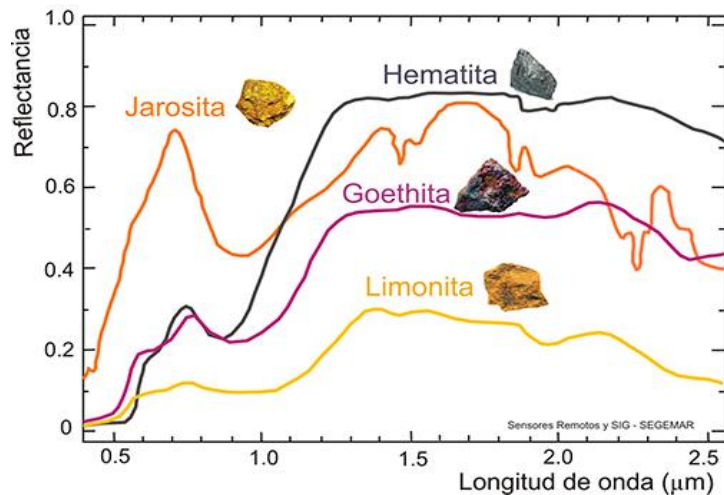 Reflectancia
1.0
0.8
0.6
0.4
0.2
0
Hematita
Jarosita
Goethita
Limonita
Sensores Remotos y SIG - SEGEMAR
0.5
1.0
1.5
2.0
2.5
Longitud de onda (μm)